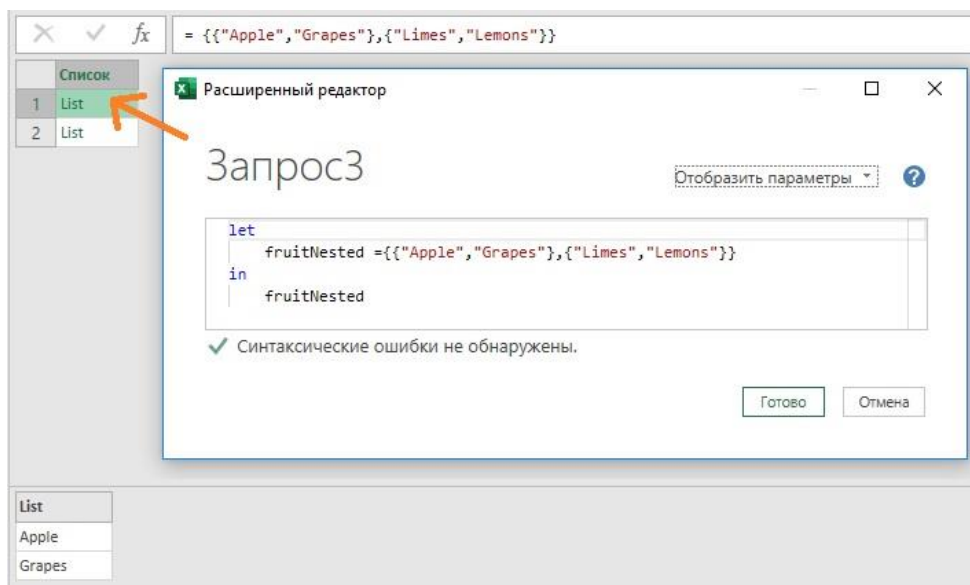 fx = {{"Apple","Grapes"},{"Limes","Lemons"}}
Список
1 List
2 List
Расширенный редактор
Запрос3
Отобразить параметры
?
let
fruitNested ={{"Apple","Grapes"},{"Limes","Lemons"}}
in
fruitNested
Синтаксические ошибки не обнаружены.
Готово Отмена
List
Apple
Grapes